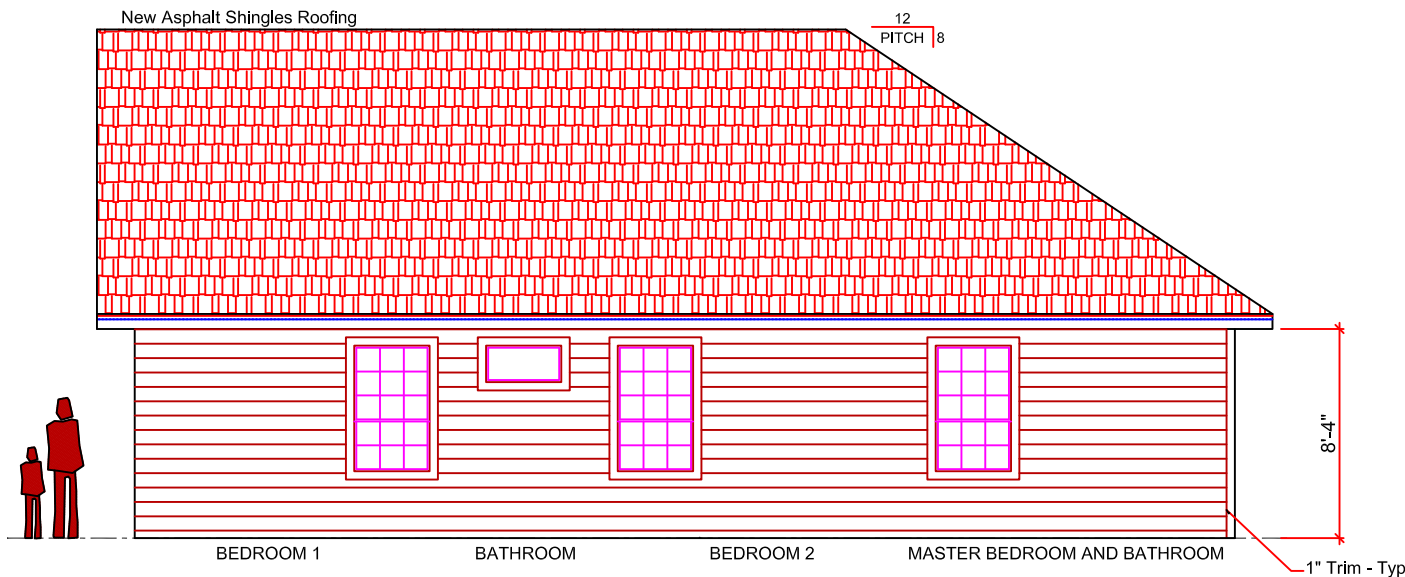 New Asphalt Shingles Roofing
12
PITCH 8
8'-4"
BEDROOM 1 BATHROOM BEDROOM 2 MASTER BEDROOM AND BATHROOM
1" Trim - Typ